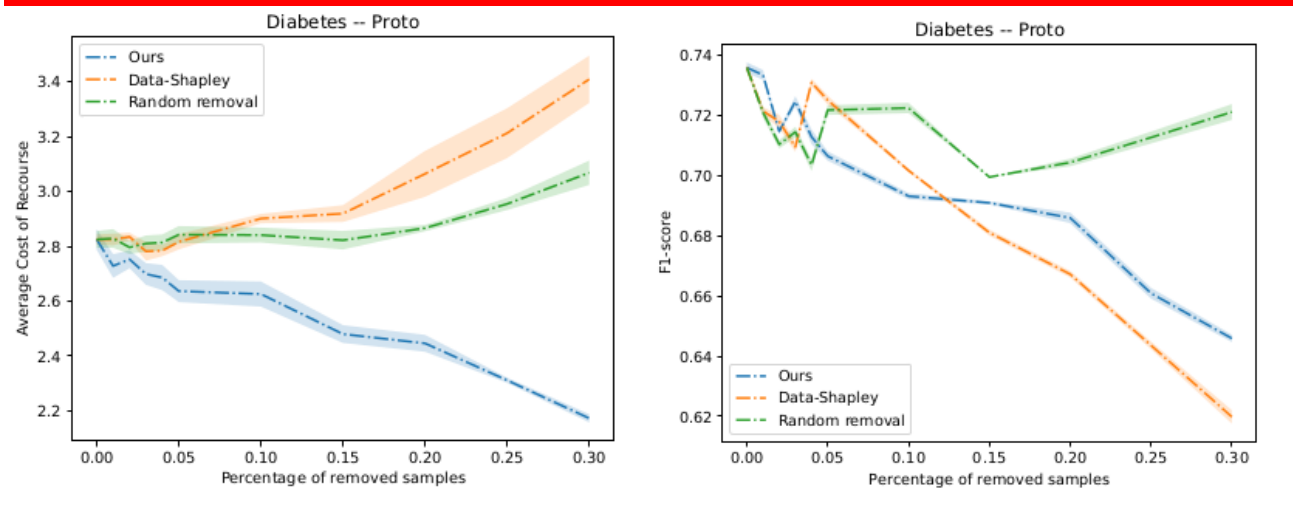 Diabetes -- Proto
Ours
Data-Shapley
Random removal
3.4
3.2
3.0
2.8
2.6
2.4
2.2
Average Cost of Recourse
0.00 0.05 0.10 0.15 0.20 0.25 0.30
Percentage of removed samples
Diabetes -- Proto
0.74
0.72
0.70
0.68
0.66
0.64
0.62
F1-score
Ours
Data-Shapley
Random removal
0.00 0.05 0.10 0.15 0.20 0.25 0.30
Percentage of removed samples